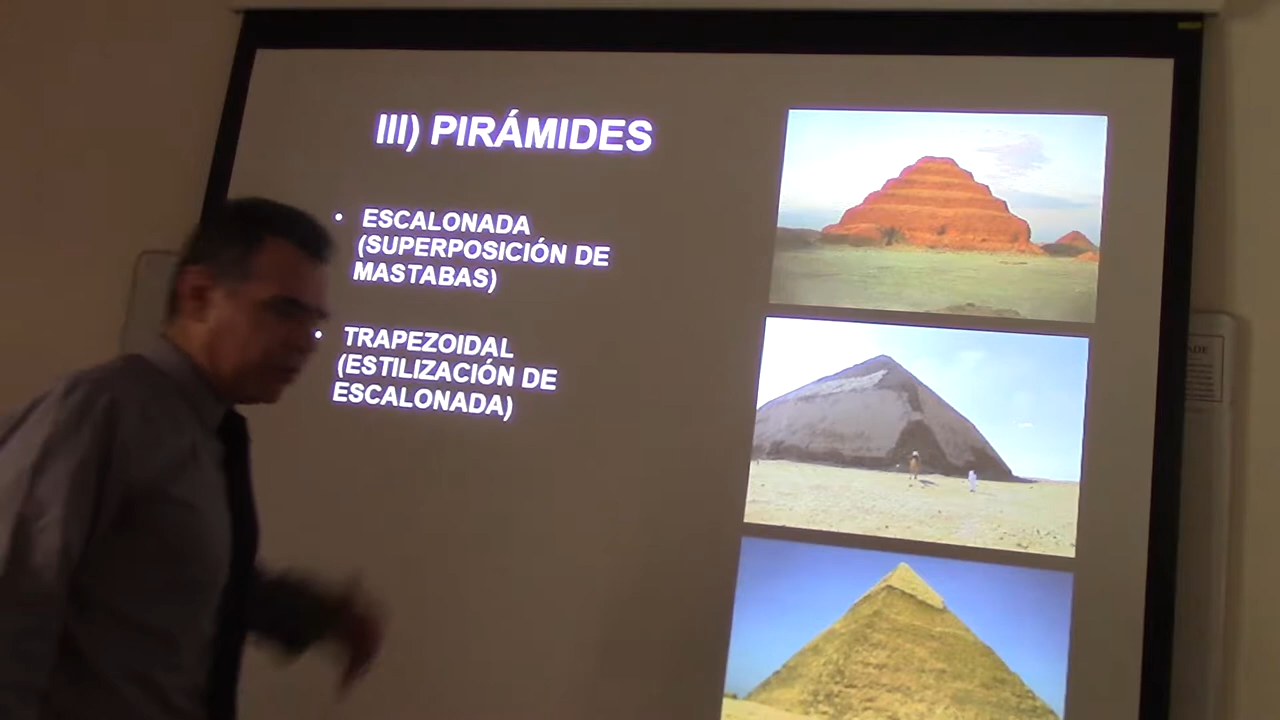 III) PIRÁMIDES
• ESCALONADA
(SUPERPOSICIÓN DE
MASTABAS)
• TRAPEZOIDAL
(ESTILIZACIÓN DE
ESCALONADA)